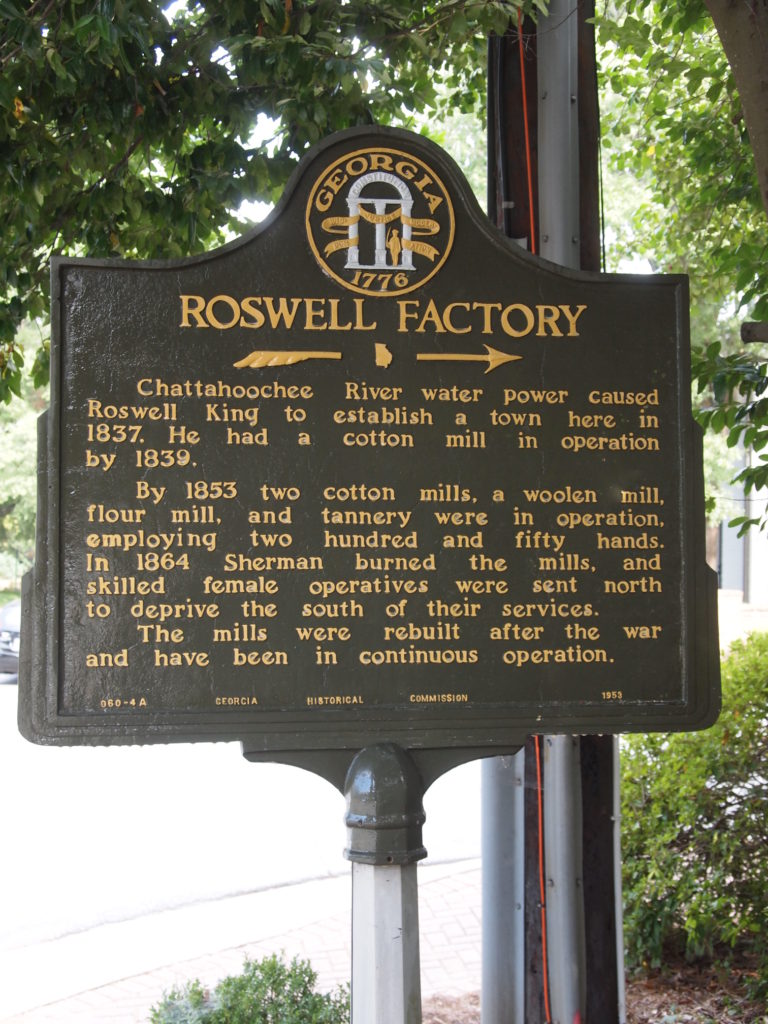 GEORGIA
CONSTITUTION
1776
ROSWELL FACTORY
Chattahoochee River water power caused
Roswell King to establish a town here in
1837. He had a cotton mill in operation
by 1839.
By 1853 two cotton mills, a woolen mill,
flour mill, and tannery were in operation,
employing two hundred and fifty hands.
In 1864 Sherman burned the mills, and
skilled female operatives were sent north
to deprive the south of their services.
The mills were rebuilt after the war
and have been in continuous operation.
060-4A GEORGIA HISTORICAL COMMISSION 1953